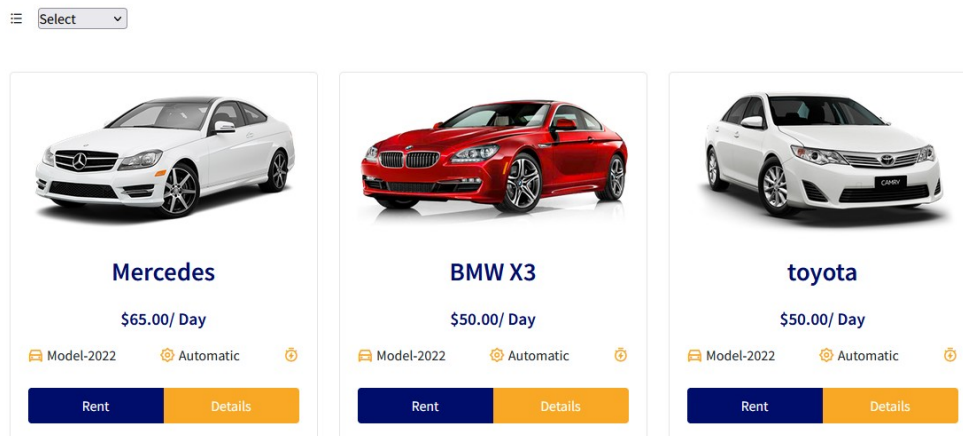 Select
CAMRY
Mercedes
BMW X3
toyota
$65.00/ Day
$50.00/ Day
$50.00/ Day
Model-2022 Automatic
Model-2022 Automatic
Model-2022 Automatic
Rent Details
Rent Details
Rent Details